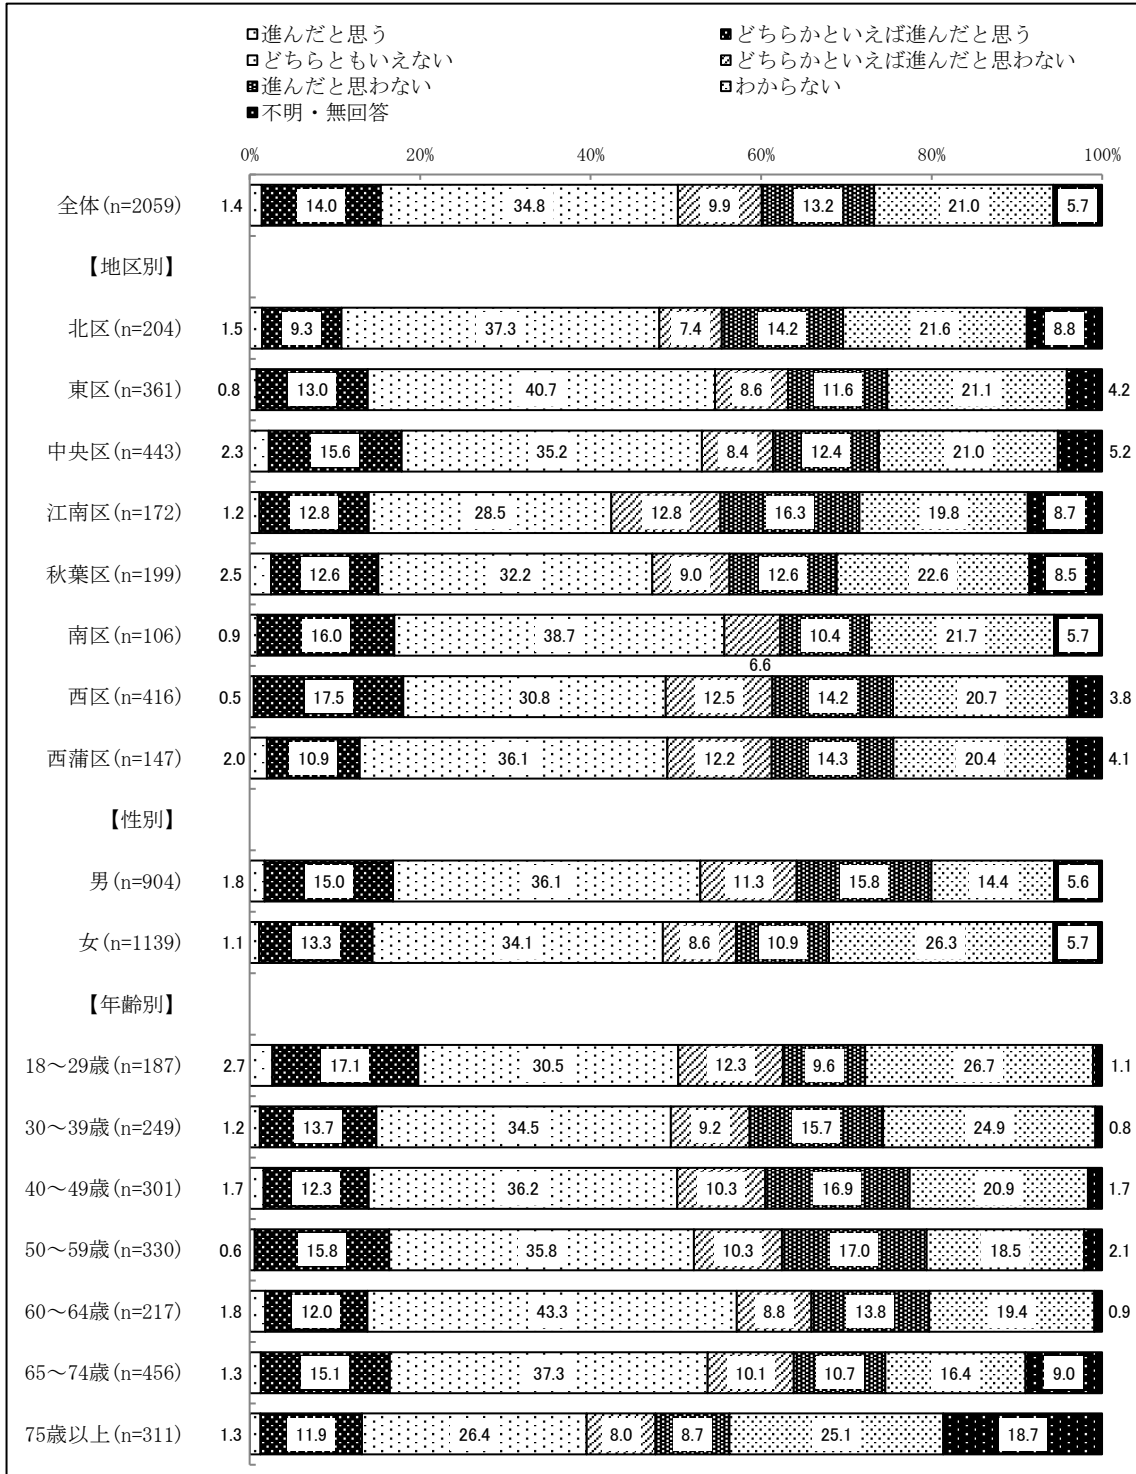 進んだと思う どちらかといえば進んだと思う
どちらともいえない どちらかといえば進んだと思わない
進んだと思わない わからない
不明・無回答
0% 20% 40% 60% 80% 100%
全体(n=2059) 1.4 14.0 34.8 9.9 13.2 21.0 5.7
【地区別】
北区(n=204) 1.5 9.3 37.3 7.4 14.2 21.6 8.8
東区(n=361) 0.8 13.0 40.7 8.6 11.6 21.1 4.2
中央区(n=443) 2.3 15.6 35.2 8.4 12.4 21.0 5.2
江南区(n=172) 1.2 12.8 28.5 12.8 16.3 19.8 8.7
秋葉区(n=199) 2.5 12.6 32.2 9.0 12.6 22.6 8.5
南区(n=106) 0.9 16.0 38.7 10.4 21.7 5.7
6.6
西区(n=416) 0.5 17.5 30.8 12.5 14.2 20.7 3.8
西蒲区(n=147) 2.0 10.9 36.1 12.2 14.3 20.4 4.1
【性別】
男(n=904) 1.8 15.0 36.1 11.3 15.8 14.4 5.6
女(n=1139) 1.1 13.3 34.1 8.6 10.9 26.3 5.7
【年齢別】
18～29歳(n=187) 2.7 17.1 30.5 12.3 9.6 26.7 1.1
30～39歳(n=249) 1.2 13.7 34.5 9.2 15.7 24.9 0.8
40～49歳(n=301) 1.7 12.3 36.2 10.3 16.9 20.9 1.7
50～59歳(n=330) 0.6 15.8 35.8 10.3 17.0 18.5 2.1
60～64歳(n=217) 1.8 12.0 43.3 8.8 13.8 19.4 0.9
65～74歳(n=456) 1.3 15.1 37.3 10.1 10.7 16.4 9.0
75歳以上(n=311) 1.3 11.9 26.4 8.0 8.7 25.1 18.7